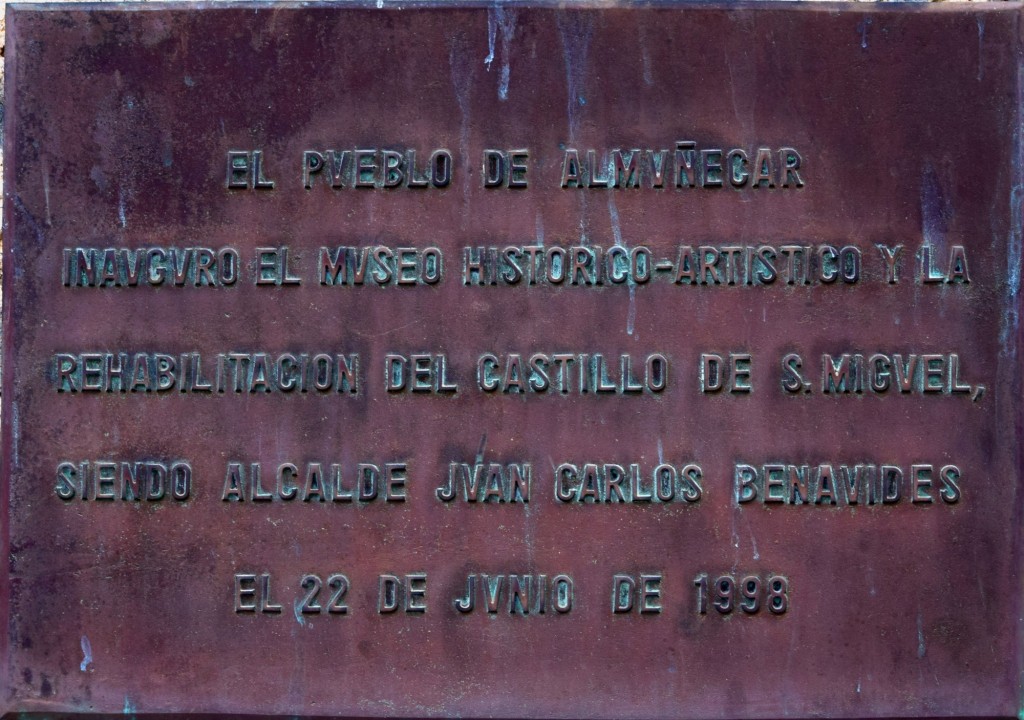 EL PVEBLO DE ALMVÑECAR
INAVGVRO EL MVSEO HISTORICO-ARTISTICO Y LA
REHABILITACION DEL CASTILLO DE S. MIGVEL,
SIENDO ALCALDE JVAN CARLOS BENAVIDES
EL 22 DE JVNIO DE 1998